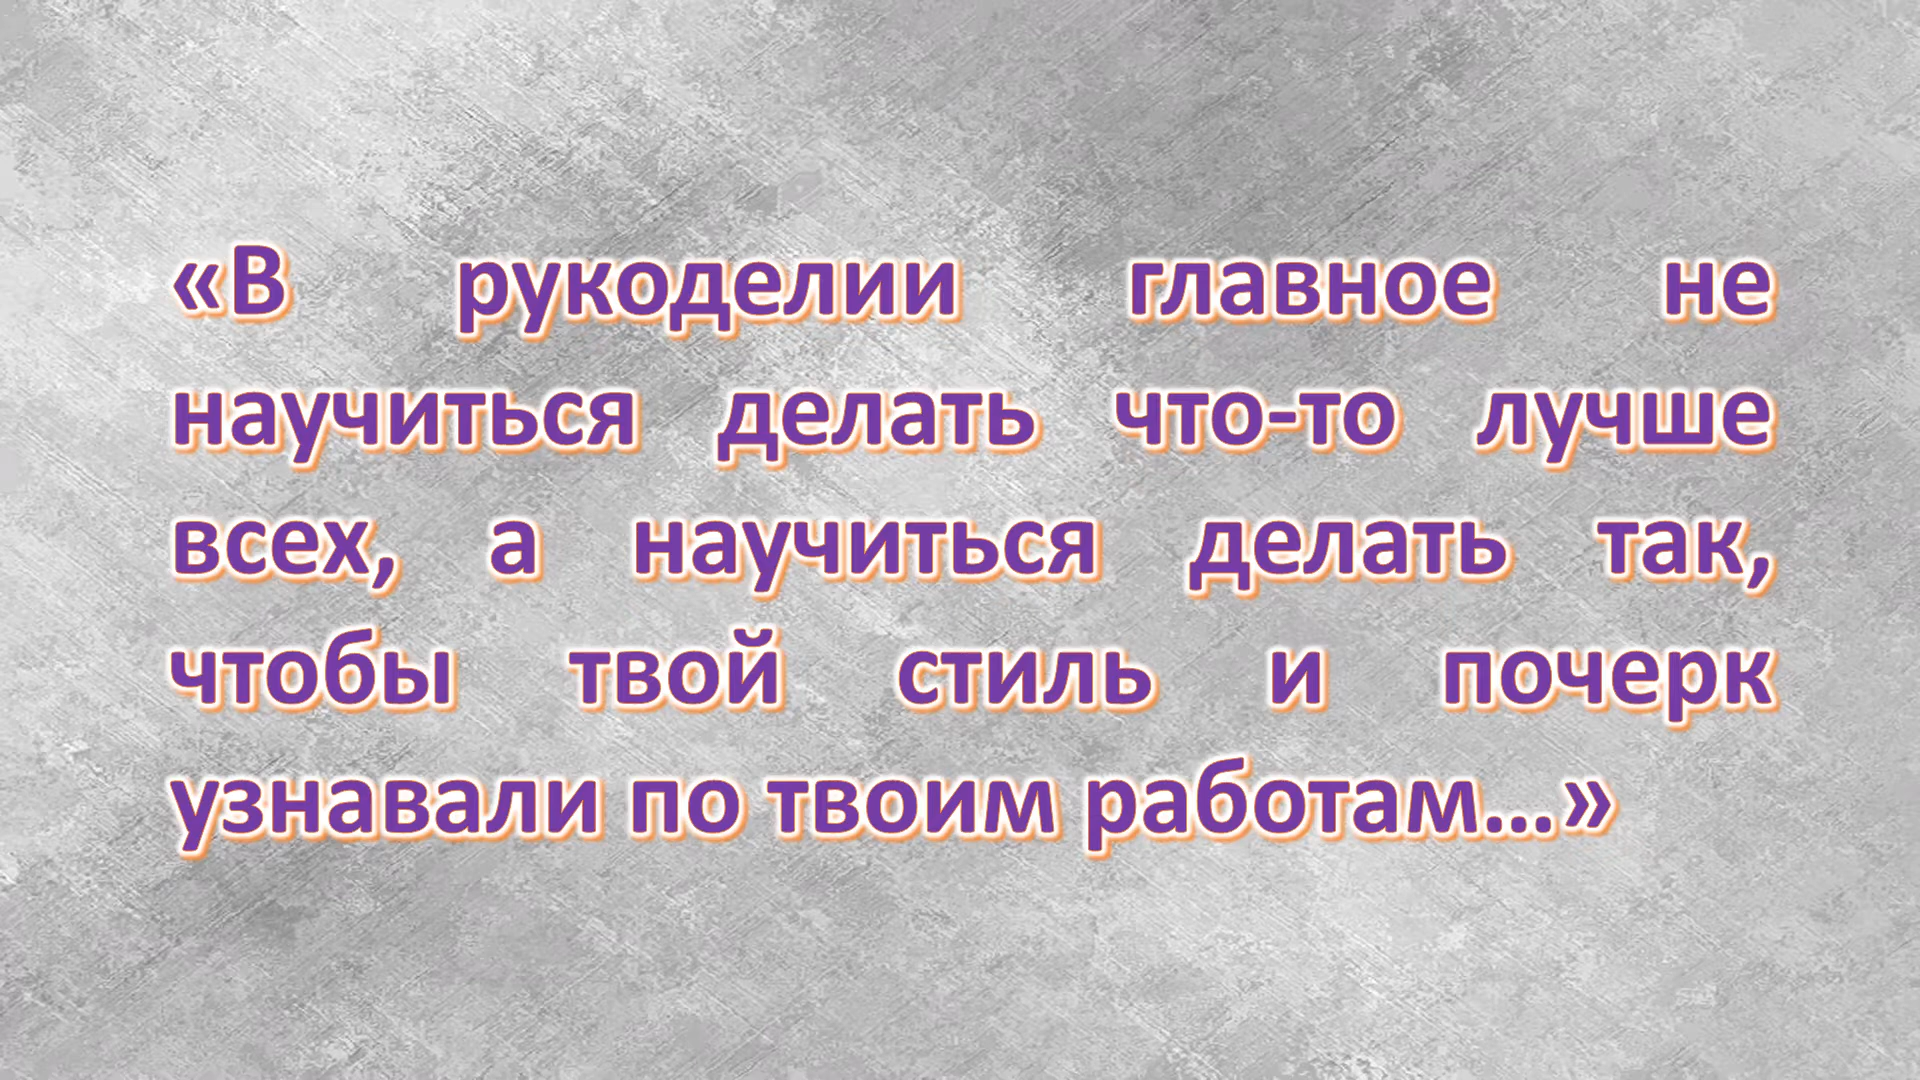 «В рукоделии главное не
научиться делать что-то лучше
всех, а научиться делать так,
чтобы твой стиль и почерк
узнавали по твоим работам...»